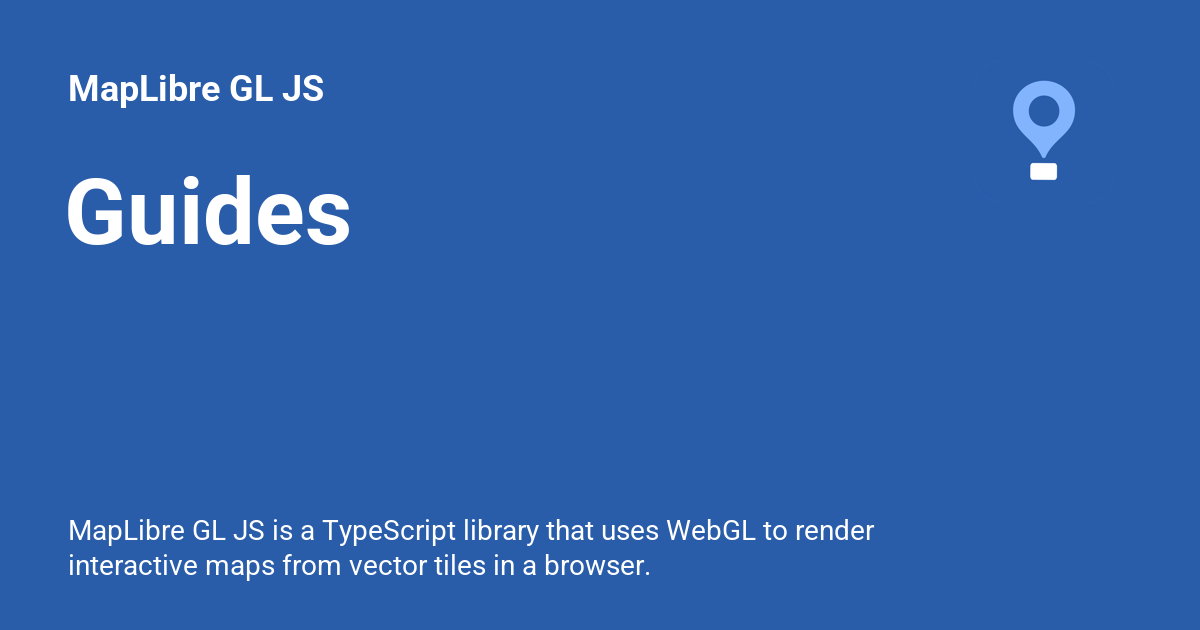 MapLibre GL JS
Guides
MapLibre GL JS is a TypeScript library that uses WebGL to render
interactive maps from vector tiles in a browser.